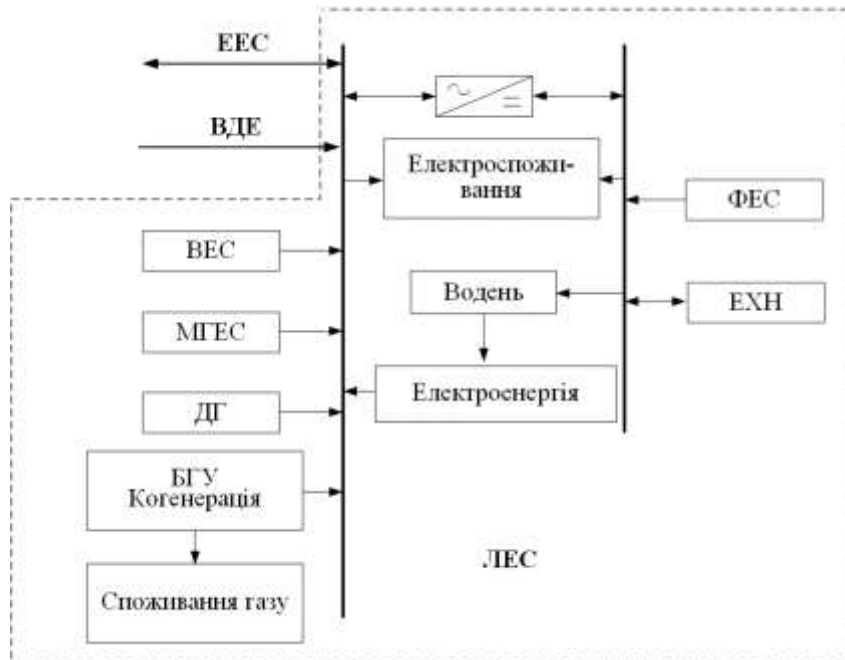 ЕЕС
ВДЕ
Електроспожи-
вання
ФЕС
ВЕС
Водень
ЕХН
МГЕС
Електроенергія
ДГ
БГУ
Когенерація
ЛЕС
Споживання газу